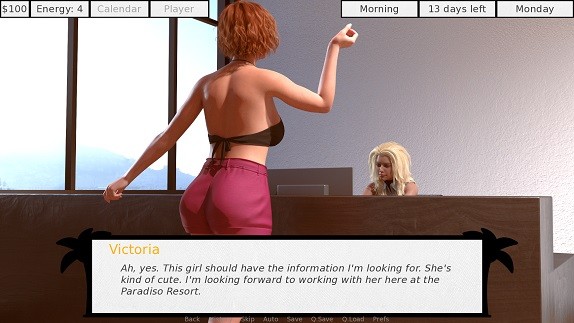 $100 Energy: 4 Calendar Player Morning 13 days left Monday
Victoria
Ah, yes. This girl should have the information I'm looking for. She's
kind of cute. I'm looking forward to working with her here at the
Paradiso Resort.
Back Skip Auto Save Q.Save Q.Load Prefs